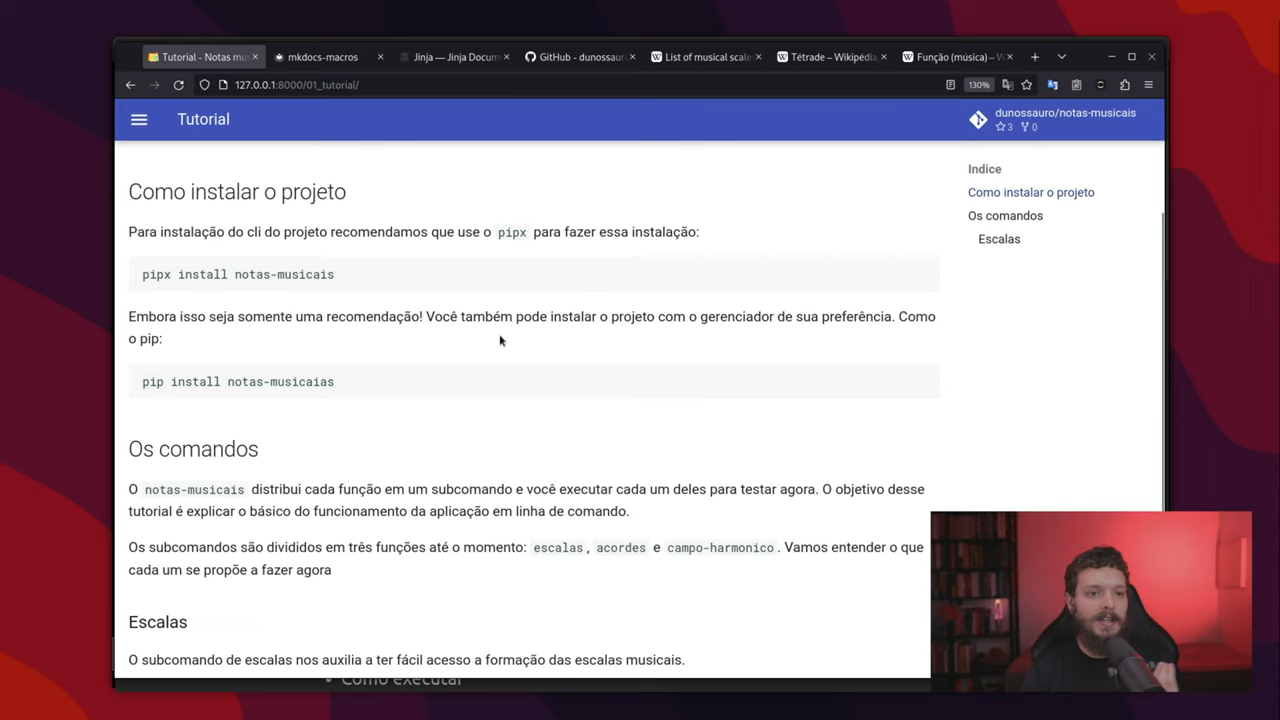 Tutorial - Notas mus
mkdocs-macros
Jinja — Jinja Docum
GitHub - dunossaur
List of musical scale
Tétrade – Wikipédia,
Função (música) – W
127.0.0.1:8000/01_tutorial/
130%
Tutorial
dunossauro/notas-musicais
3 0
Como instalar o projeto
Para instalação do cli do projeto recomendamos que use o pipx para fazer essa instalação:
pipx install notas-musicais
Embora isso seja somente uma recomendação! Você também pode instalar o projeto com o gerenciador de sua preferência. Como
o pip:
pip install notas-musicaias
Os comandos
O notas-musicais distribui cada função em um subcomando e você executar cada um deles para testar agora. O objetivo desse
tutorial é explicar o básico do funcionamento da aplicação em linha de comando.
Os subcomandos são divididos em três funções até o momento: escalas, acordes e campo-harmonico. Vamos entender o que
cada um se propõe a fazer agora
Escalas
O subcomando de escalas nos auxilia a ter fácil acesso a formação das escalas musicais.
Indice
Como instalar o projeto
Os comandos
Escalas
• Como executar